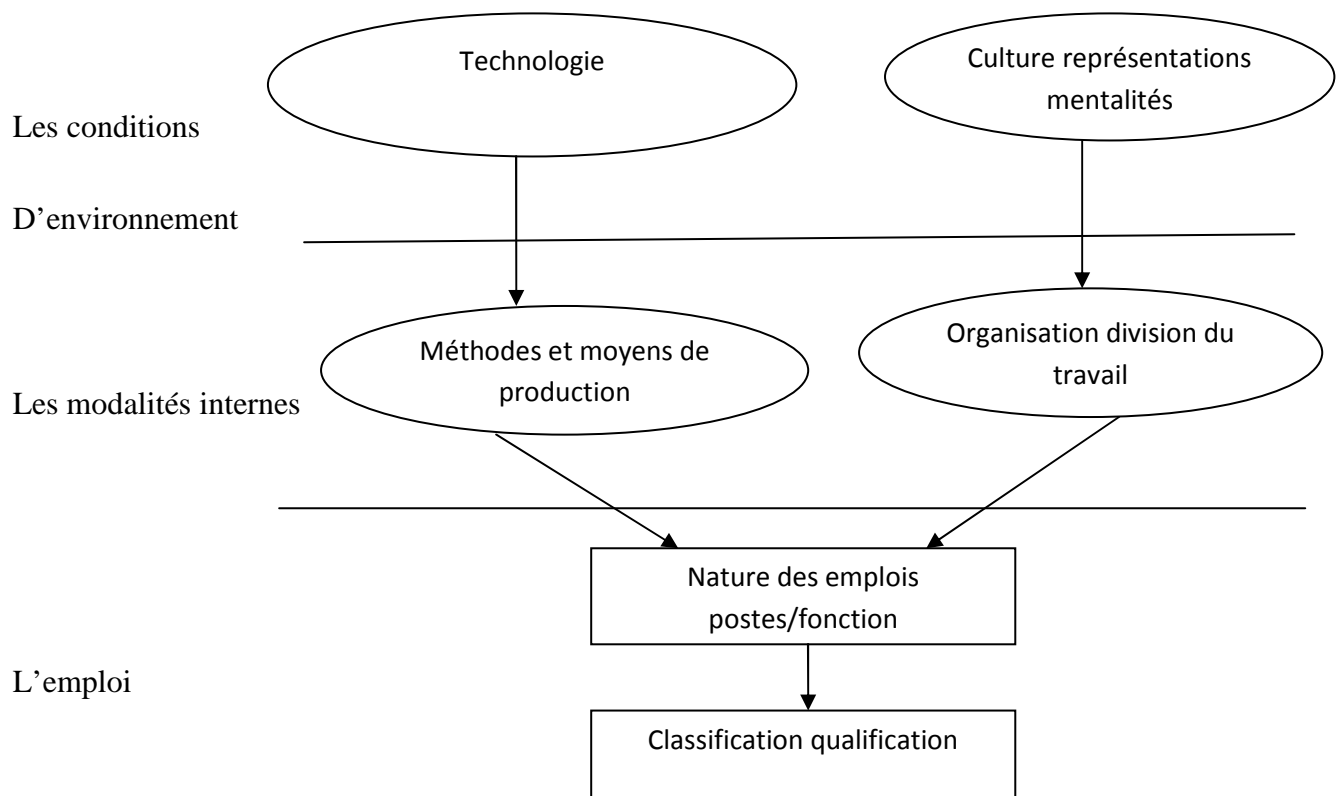 Technologie
Culture représentations
mentalités
Les conditions
D’environnement
Méthodes et moyens de
production
Organisation division du
travail
Les modalités internes
Nature des emplois
postes/fonction
L’emploi
Classification qualification